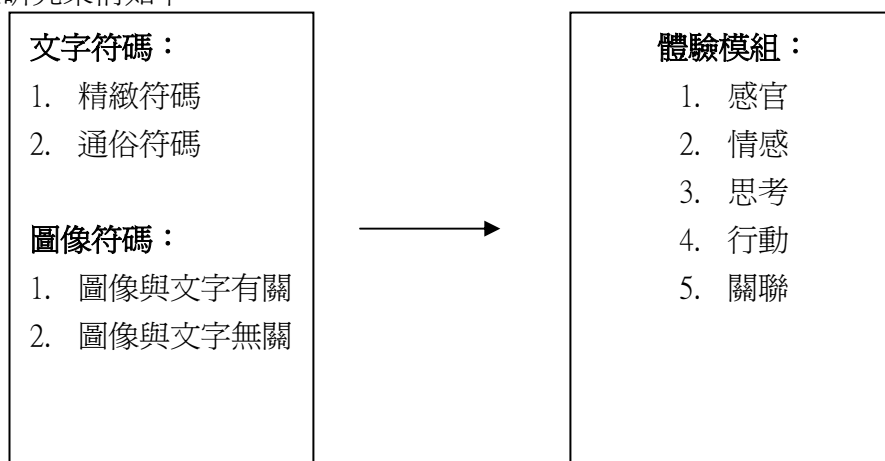 文字符碼：
1. 精緻符碼
2. 通俗符碼
圖像符碼：
1. 圖像與文字有關
2. 圖像與文字無關
體驗模組：
1. 感官
2. 情感
3. 思考
4. 行動
5. 關聯